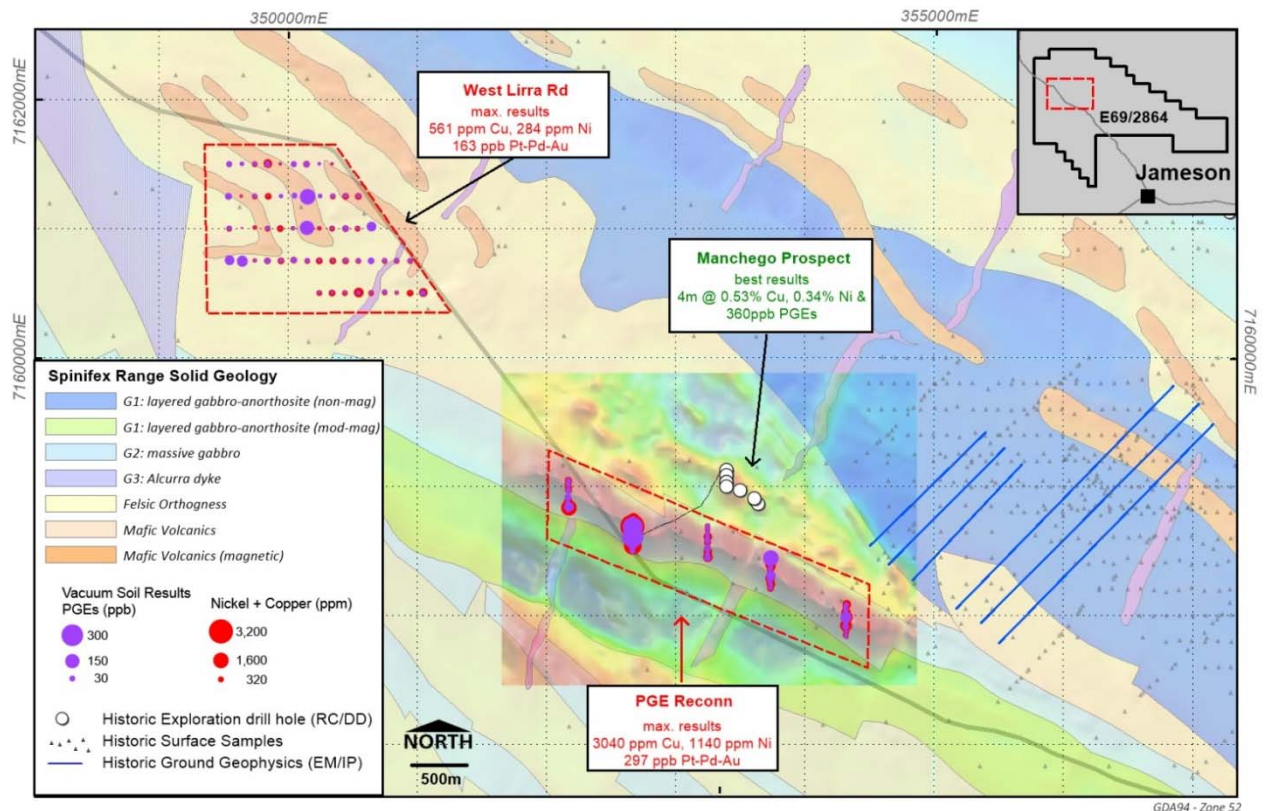 350000mE
355000mE
7162000mE
West Lirra Rd
max. results
561 ppm Cu, 284 ppm Ni
163 ppb Pt-Pd-Au
E69/2864
Jameson
Manchego Prospect
best results
4m @ 0.53% Cu, 0.34% Ni &
360ppb PGEs
7160000mE
7160000mE
Spinifex Range Solid Geology
G1: layered gabbro-anorthosite (non-mag)
G1: layered gabbro-anorthosite (mod-mag)
G2: massive gabbro
G3: Alcurra dyke
Felsic Orthogness
Mafic Volcanics
Mafic Volcanics (magnetic)
Vacuum Soil Results
PGEs (ppb)
300
150
30
Nickel + Copper (ppm)
3,200
1,600
320
Historic Exploration drill hole (RC/DD)
Historic Surface Samples
Historic Ground Geophysics (EM/IP)
NORTH
500m
PGE Reconn
max. results
3040 ppm Cu, 1140 ppm Ni
297 ppb Pt-Pd-Au
GDA94 - Zone 52